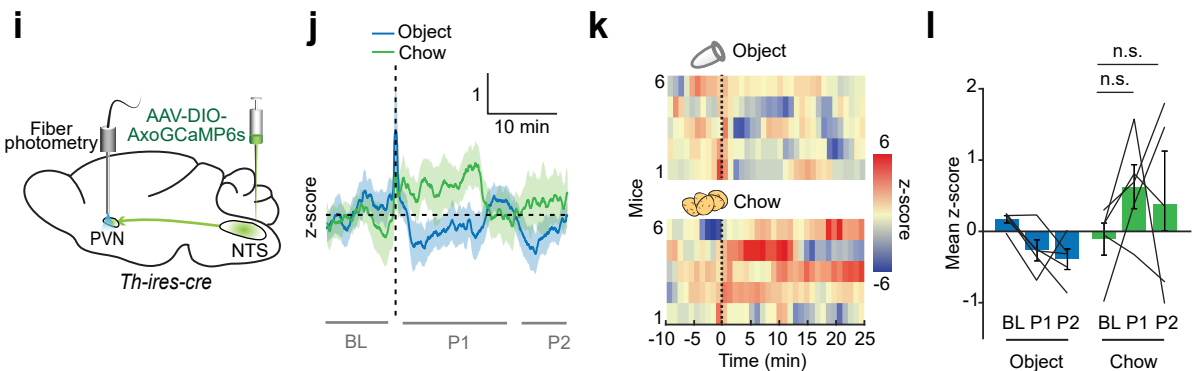 i
AAV-DIO-
AxoGCaMP6s
Fiber
photometry
PVN
NTS
Th-ires-cre
j
Object
Chow
1
10 min
z-score
BL
P1
P2
k
Object
6
1
Chow
6
1
Mice
-10
-5
0
5
10
15
20
25
Time (min)
6
-6
z-score
l
n.s.
n.s.
2
1
0
-1
Mean z-score
BL P1 P2
BL P1 P2
Object
Chow